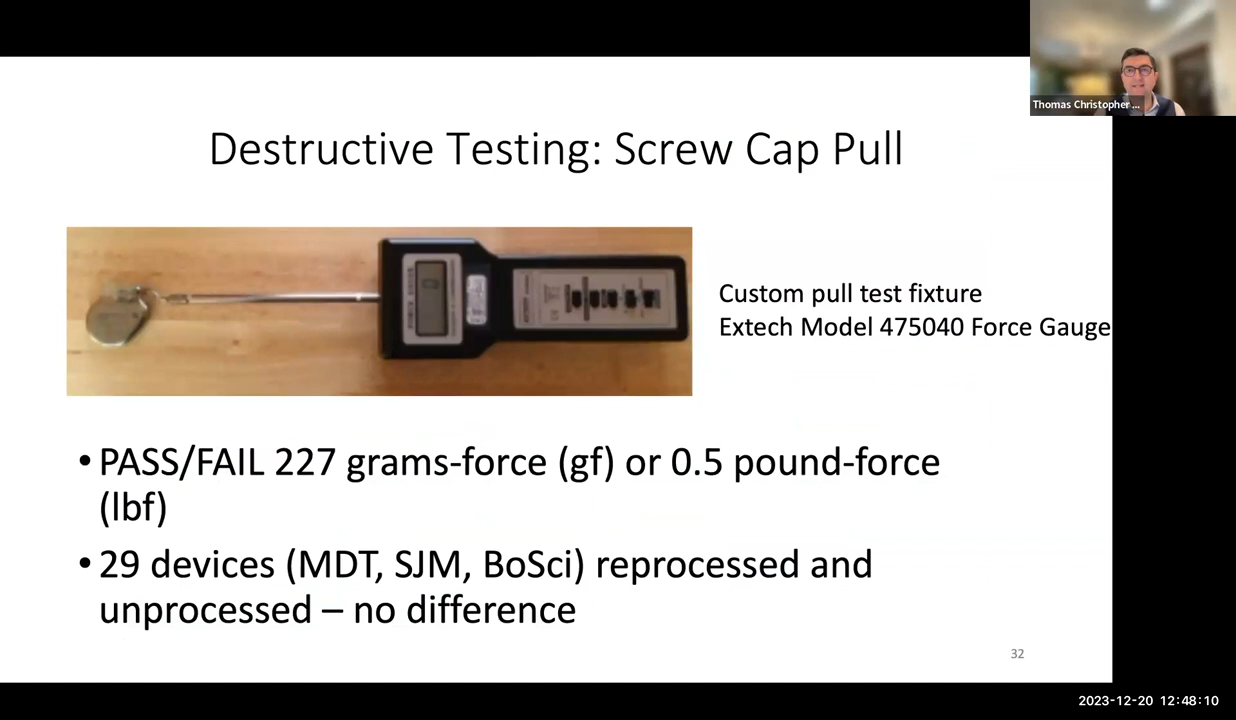 Thomas Christopher ...
Destructive Testing: Screw Cap Pull
Custom pull test fixture
Extech Model 475040 Force Gauge
• PASS/FAIL 227 grams-force (gf) or 0.5 pound-force
(lbf)
• 29 devices (MDT, SJM, BoSci) reprocessed and
unprocessed – no difference
32
2023-12-20 12:48:10